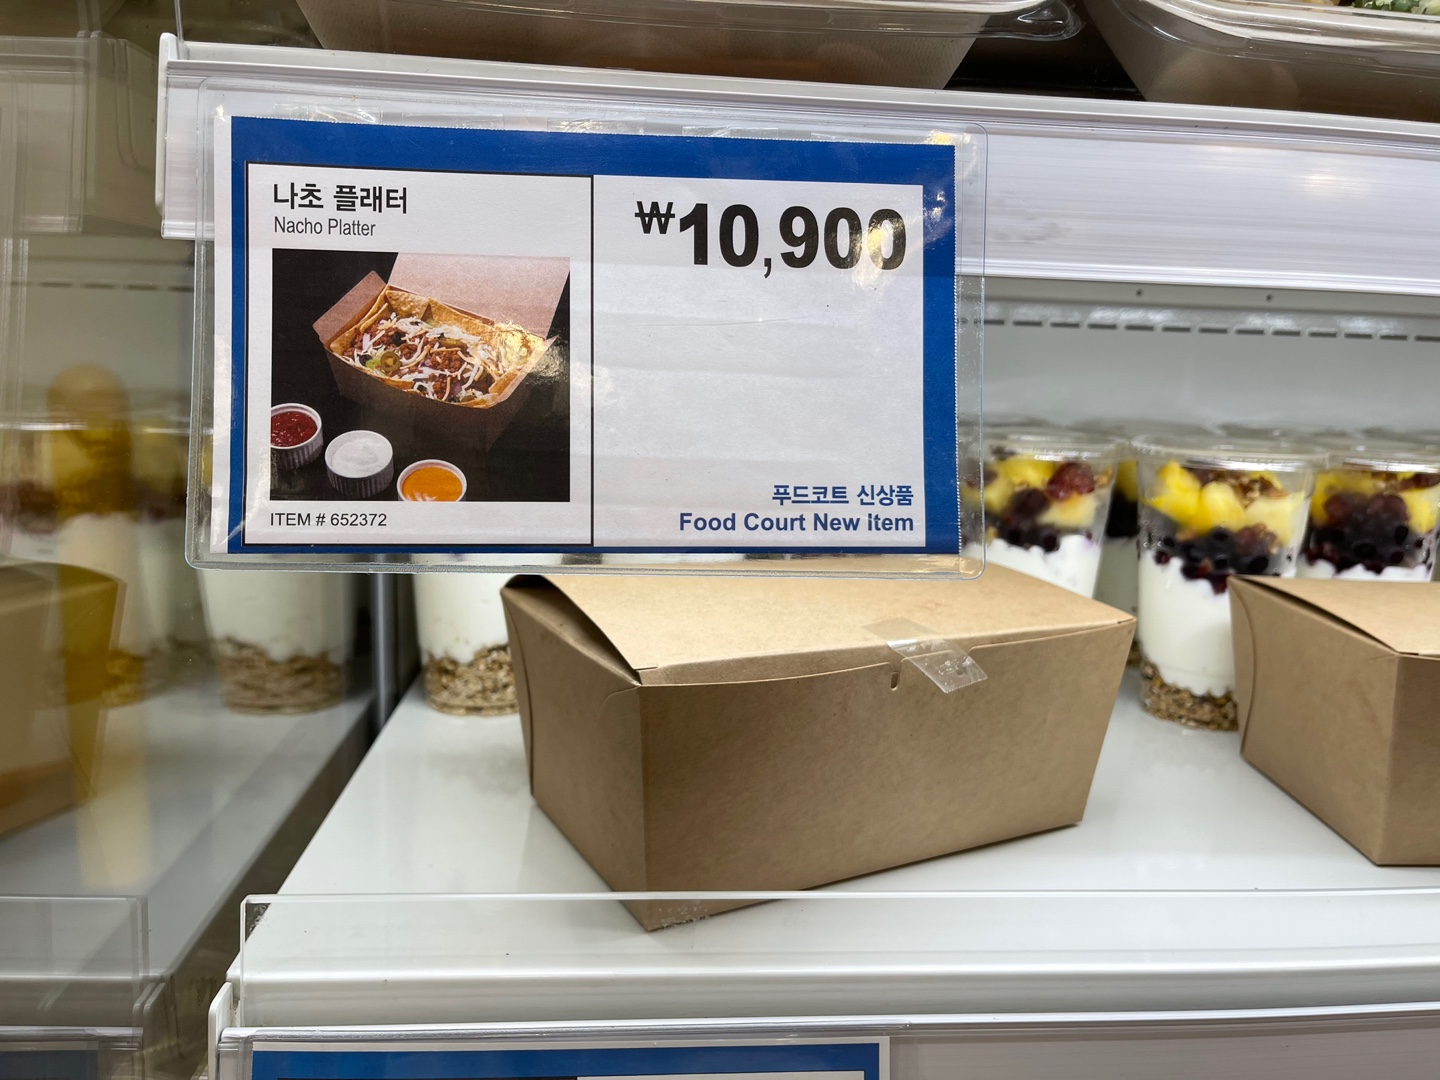 나초 플래터
Nacho Platter
ITEM # 652372
₩10,900
푸드코트 신상품
Food Court New Item